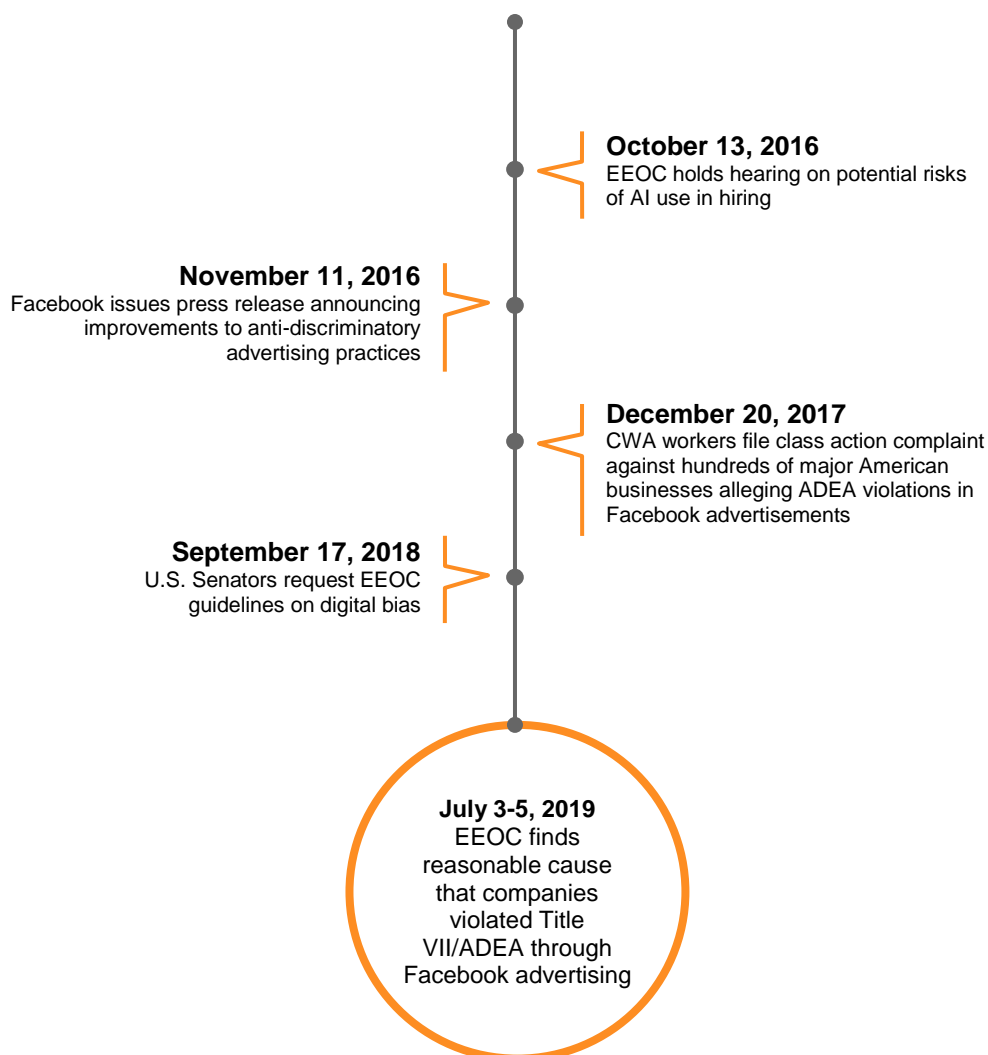 October 13, 2016
EEOC holds hearing on potential risks
of AI use in hiring
November 11, 2016
Facebook issues press release announcing
improvements to anti-discriminatory
advertising practices
December 20, 2017
CWA workers file class action complaint
against hundreds of major American
businesses alleging ADEA violations in
Facebook advertisements
September 17, 2018
U.S. Senators request EEOC
guidelines on digital bias
July 3-5, 2019
EEOC finds
reasonable cause
that companies
violated Title
VII/ADEA through
Facebook advertising